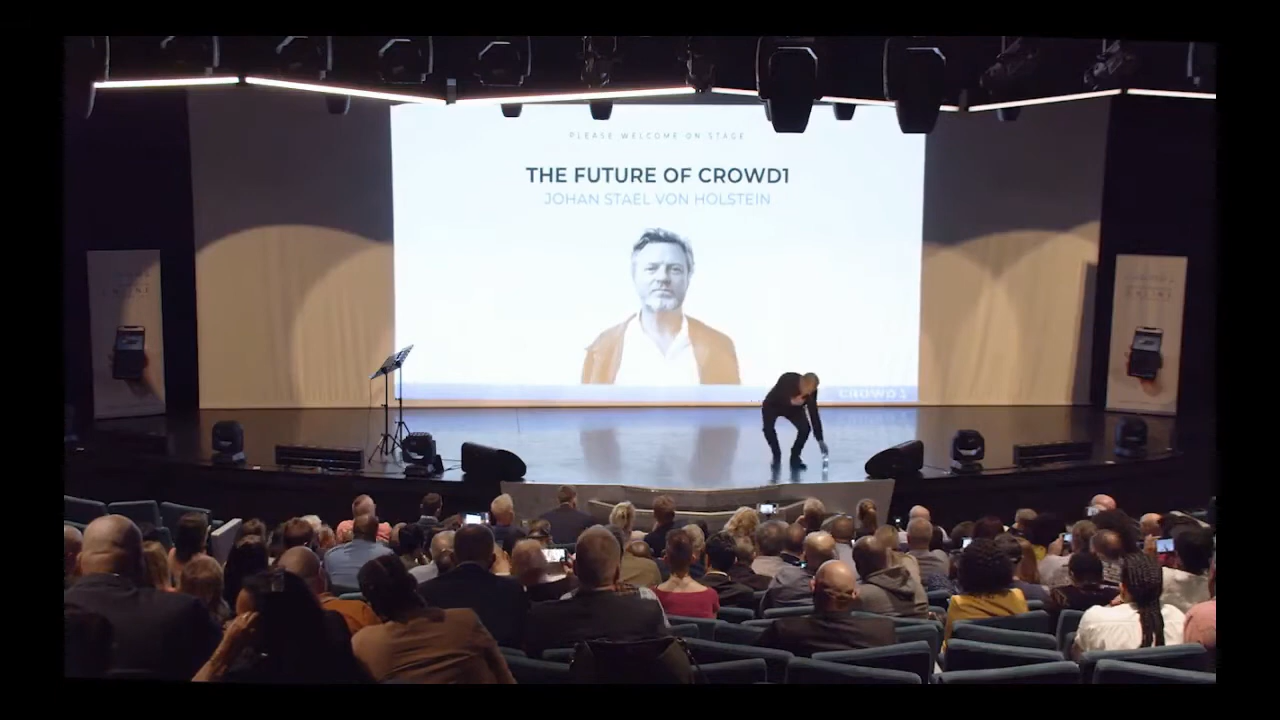 PLEASE WELCOME ON STAGE
THE FUTURE OF CROWD1
JOHAN STAEL VON HOLSTEIN
CROWD1